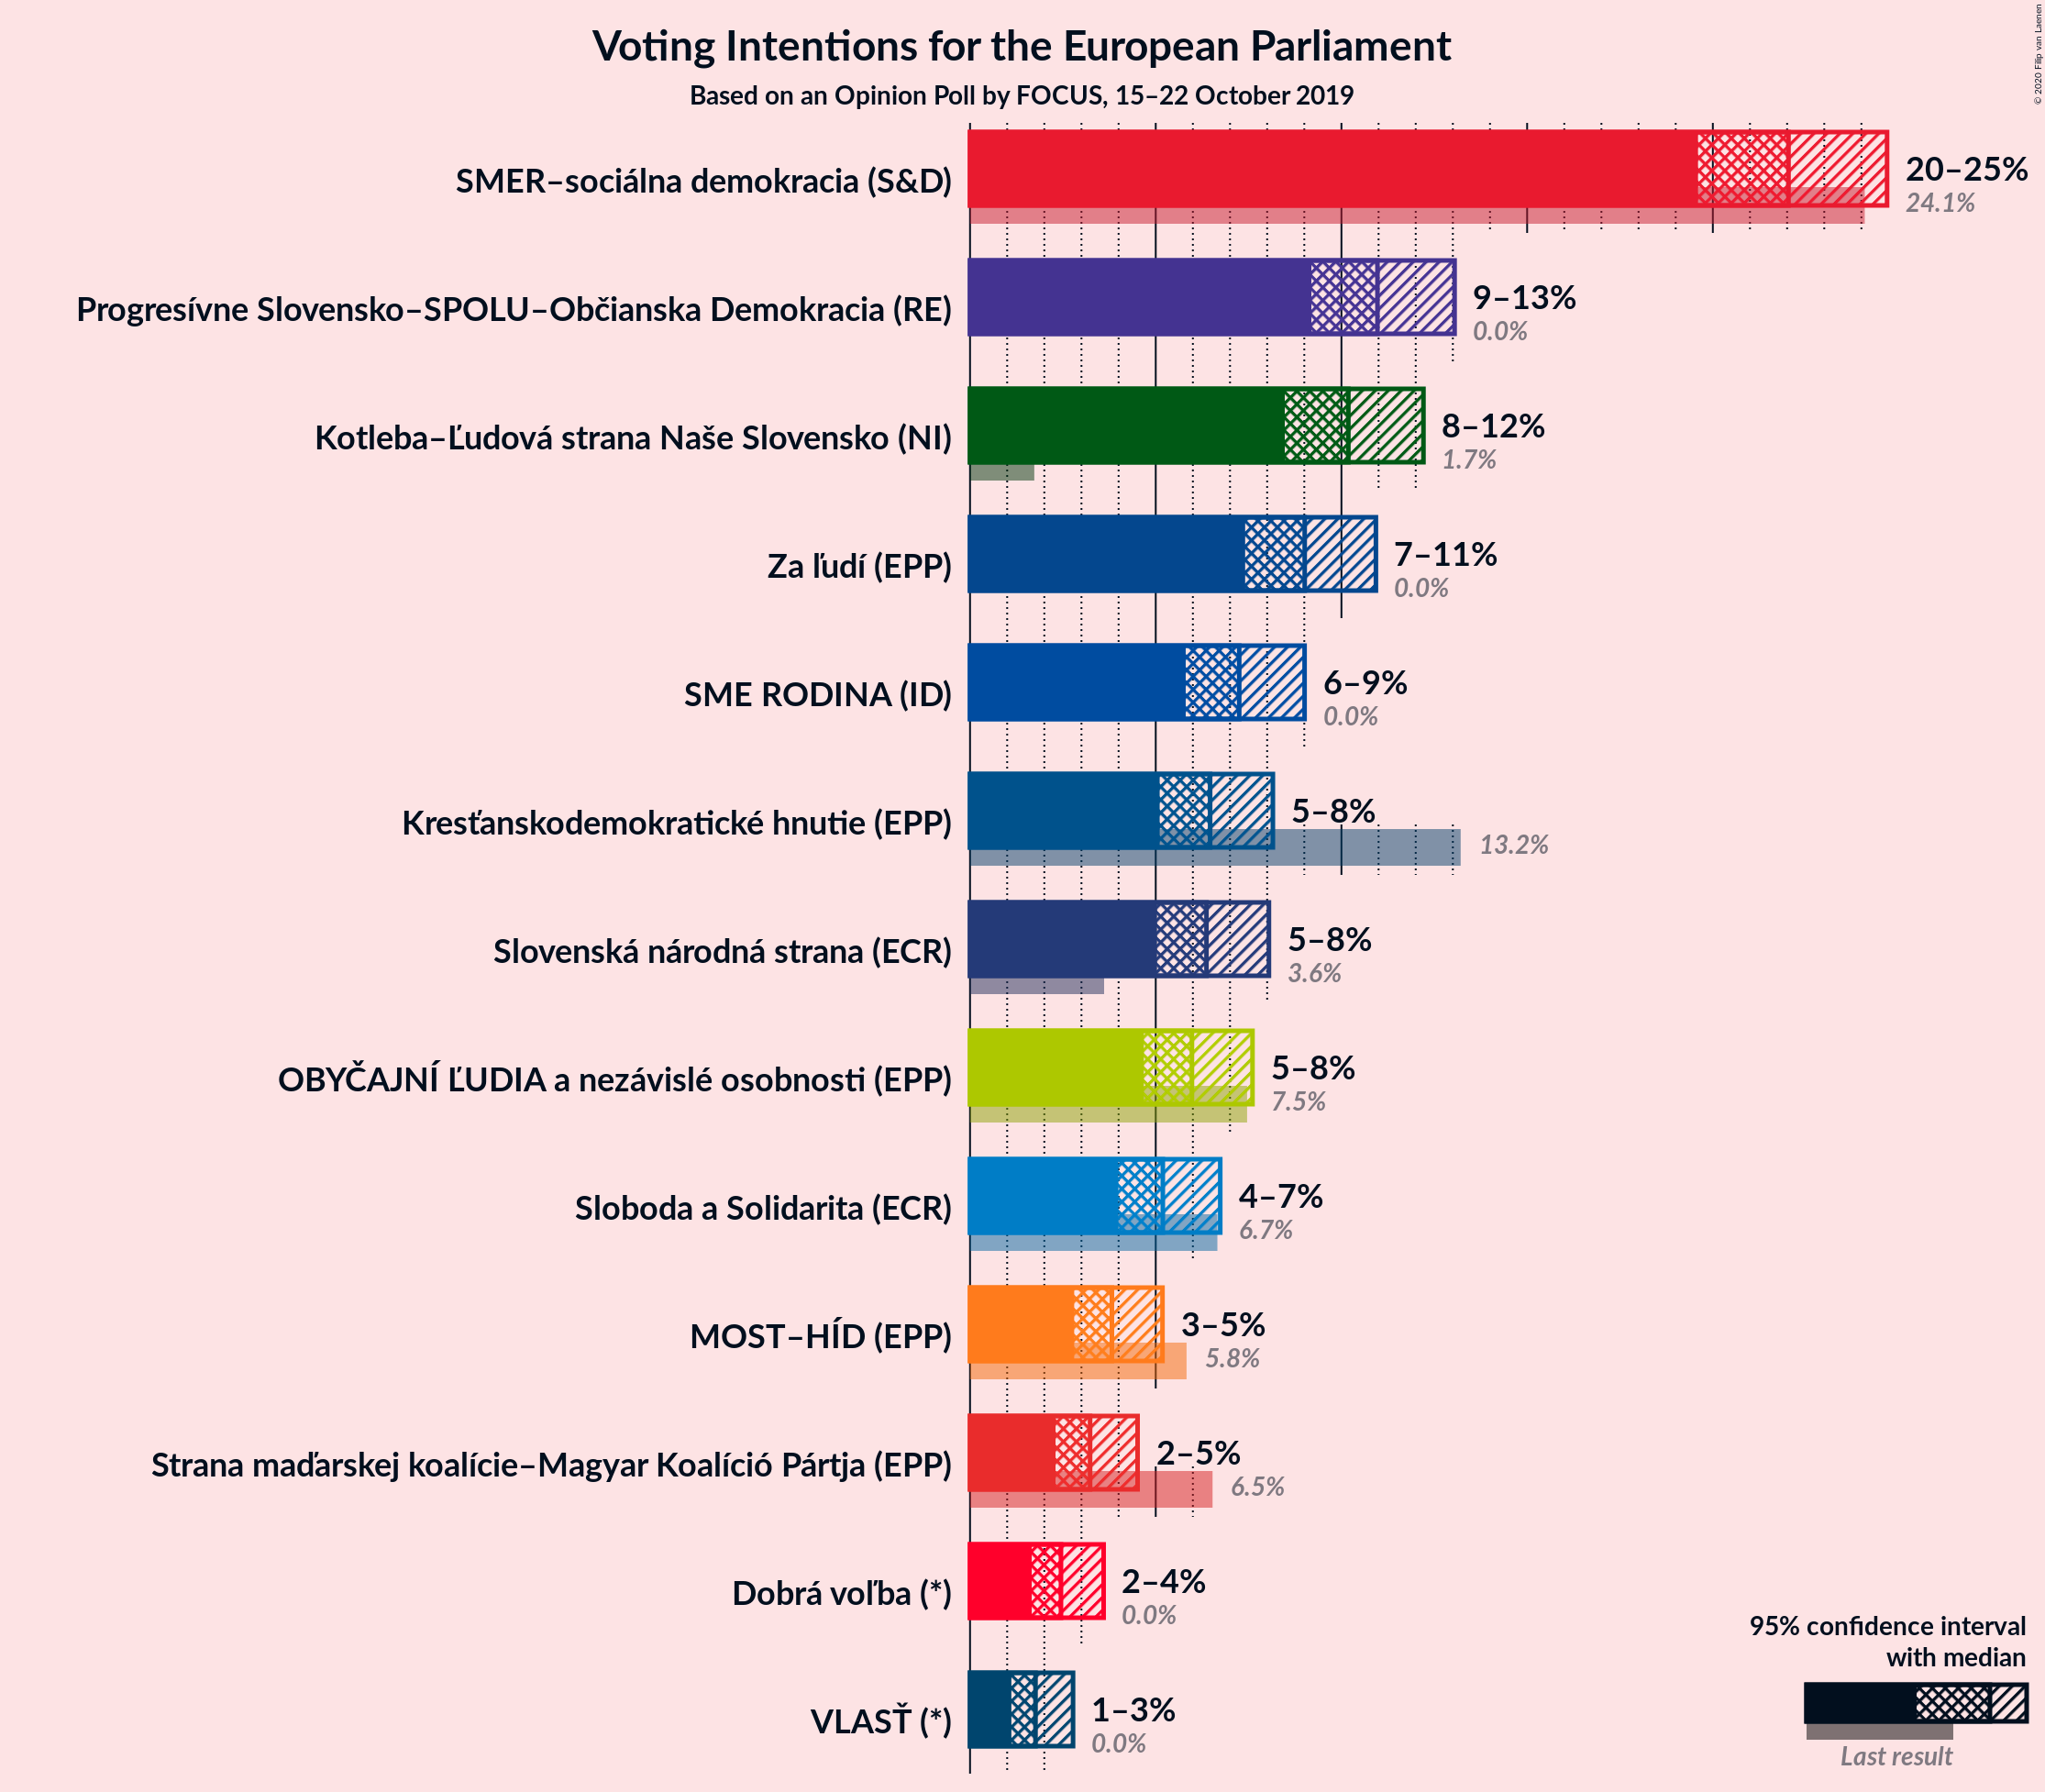 Voting Intentions for the European Parliament
Based on an Opinion Poll by FOCUS, 15–22 October 2019
© 2020 Filip van Laenen
SMER–sociálna demokracia (S&D)
20–25%
24.1%
Progresívne Slovensko–SPOLU–Občianska Demokracia (RE)
9–13%
0.0%
Kotleba–Ľudová strana Naše Slovensko (NI)
8–12%
1.7%
Za ľudí (EPP)
7–11%
0.0%
SME RODINA (ID)
6–9%
0.0%
Kresťanskodemokratické hnutie (EPP)
5–8%
13.2%
Slovenská národná strana (ECR)
5–8%
3.6%
OBYČAJNÍ ĽUDIA a nezávislé osobnosti (EPP)
5–8%
7.5%
Sloboda a Solidarita (ECR)
4–7%
6.7%
MOST–HÍD (EPP)
3–5%
5.8%
Strana maďarskej koalície–Magyar Koalíció Pártja (EPP)
2–5%
6.5%
Dobrá voľba (*)
2–4%
0.0%
VLASŤ (*)
1–3%
0.0%
95% confidence interval
with median
Last result